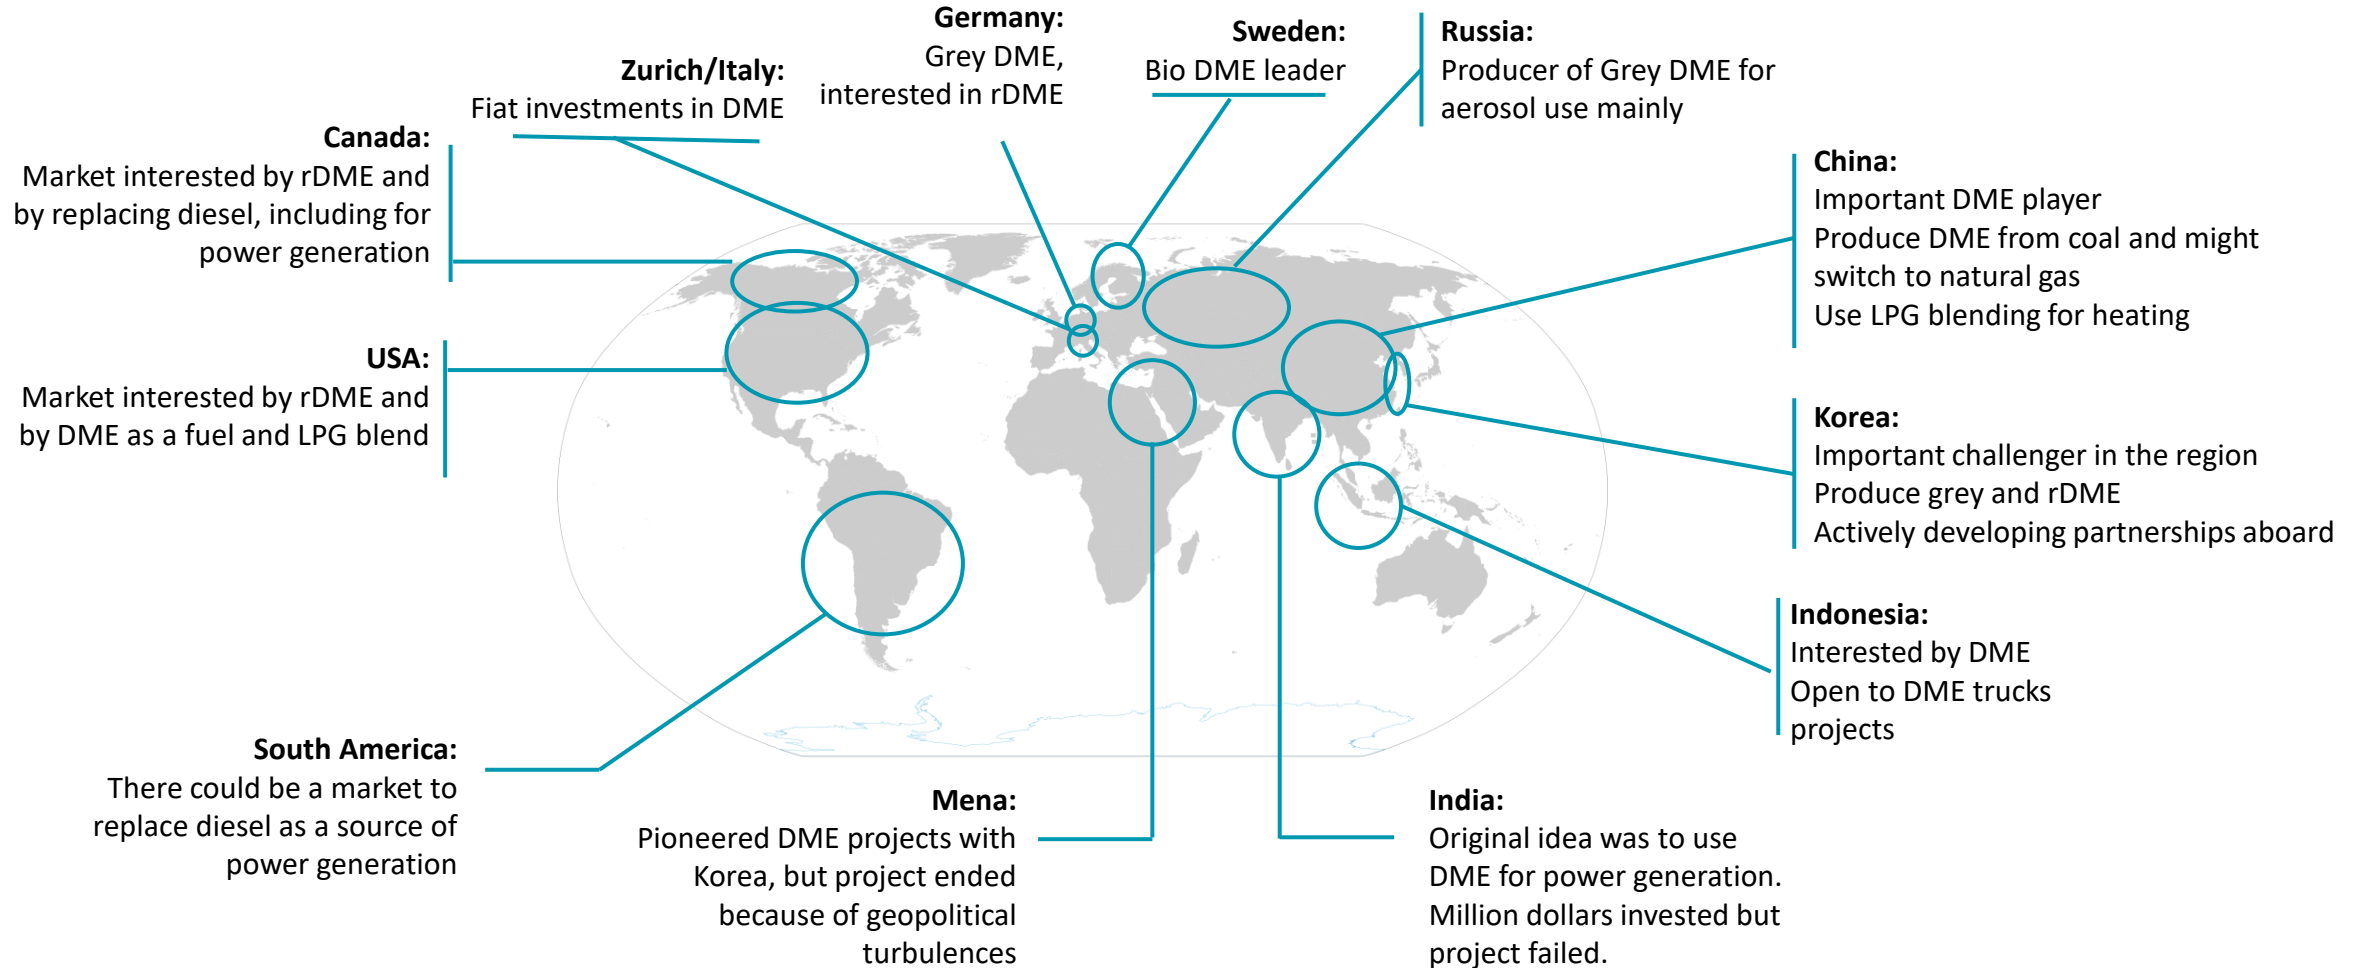 Germany:
Grey DME,
interested in rDME
Sweden:
Bio DME leader
Russia:
Producer of Grey DME for
aerosol use mainly
Zurich/Italy:
Fiat investments in DME
Canada:
Market interested by rDME and
by replacing diesel, including for
power generation
China:
Important DME player
Produce DME from coal and might
switch to natural gas
Use LPG blending for heating
USA:
Market interested by rDME and
by DME as a fuel and LPG blend
Korea:
Important challenger in the region
Produce grey and rDME
Actively developing partnerships aboard
Indonesia:
Interested by DME
Open to DME trucks
projects
South America:
There could be a market to
replace diesel as a source of
power generation
Mena:
Pioneered DME projects with
Korea, but project ended
because of geopolitical
turbulences
India:
Original idea was to use
DME for power generation.
Million dollars invested but
project failed.